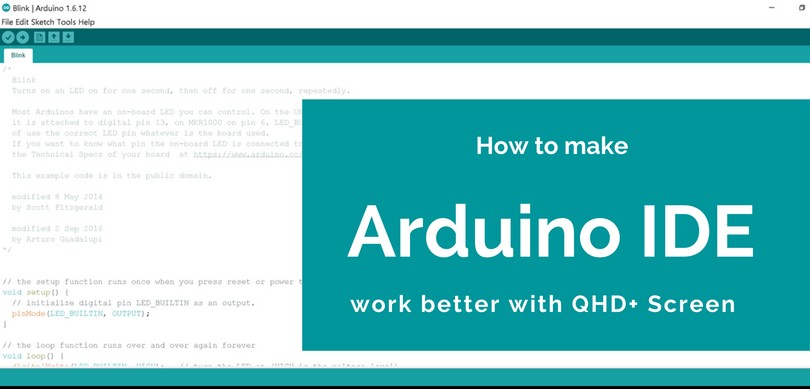 Blink | Arduino 1.6.12
File Edit Sketch Tools Help
Blink
/*
Blink
Turns on an LED on for one second, then off for one second, repeatedly.
Most Arduinos have an on-board LED you can control. On the
it is attached to digital pin 13, on MKR1000 on pin 6.
of use the correct LED pin whatever is the board used.
If you want to know what pin the on-board LED is connected to
the Technical Specs of your board at https://www.arduino.cc/
This example code is in the public domain.
modified 8 May 2014
by Scott Fitzgerald
modified 2 Sep 2016
by Arturo Guadalupi
*/
// the setup function runs once when you press reset or power
void setup() {
// initialize digital pin LED_BUILTIN as an output.
pinMode(LED_BUILTIN, OUTPUT);
}
// the loop function runs over and over again forever
void loop() {
How to make
Arduino IDE
work better with QHD+ Screen